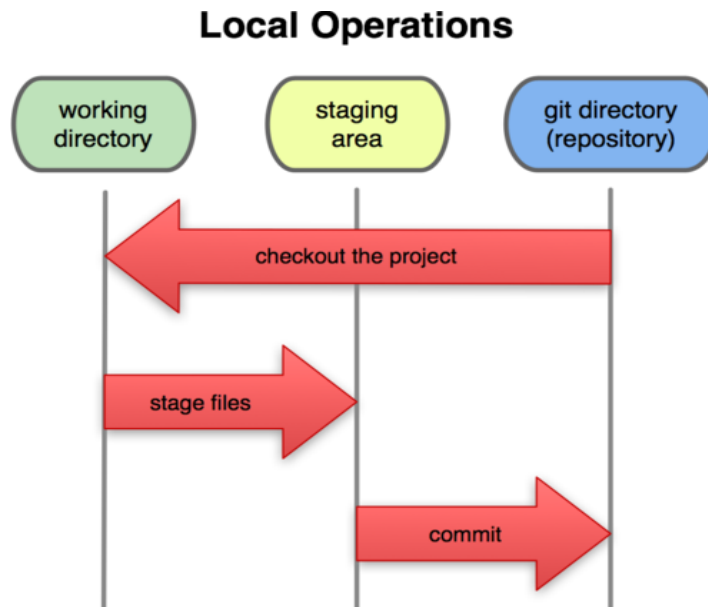 Local Operations
working
directory
staging
area
git directory
(repository)
checkout the project
stage files
commit